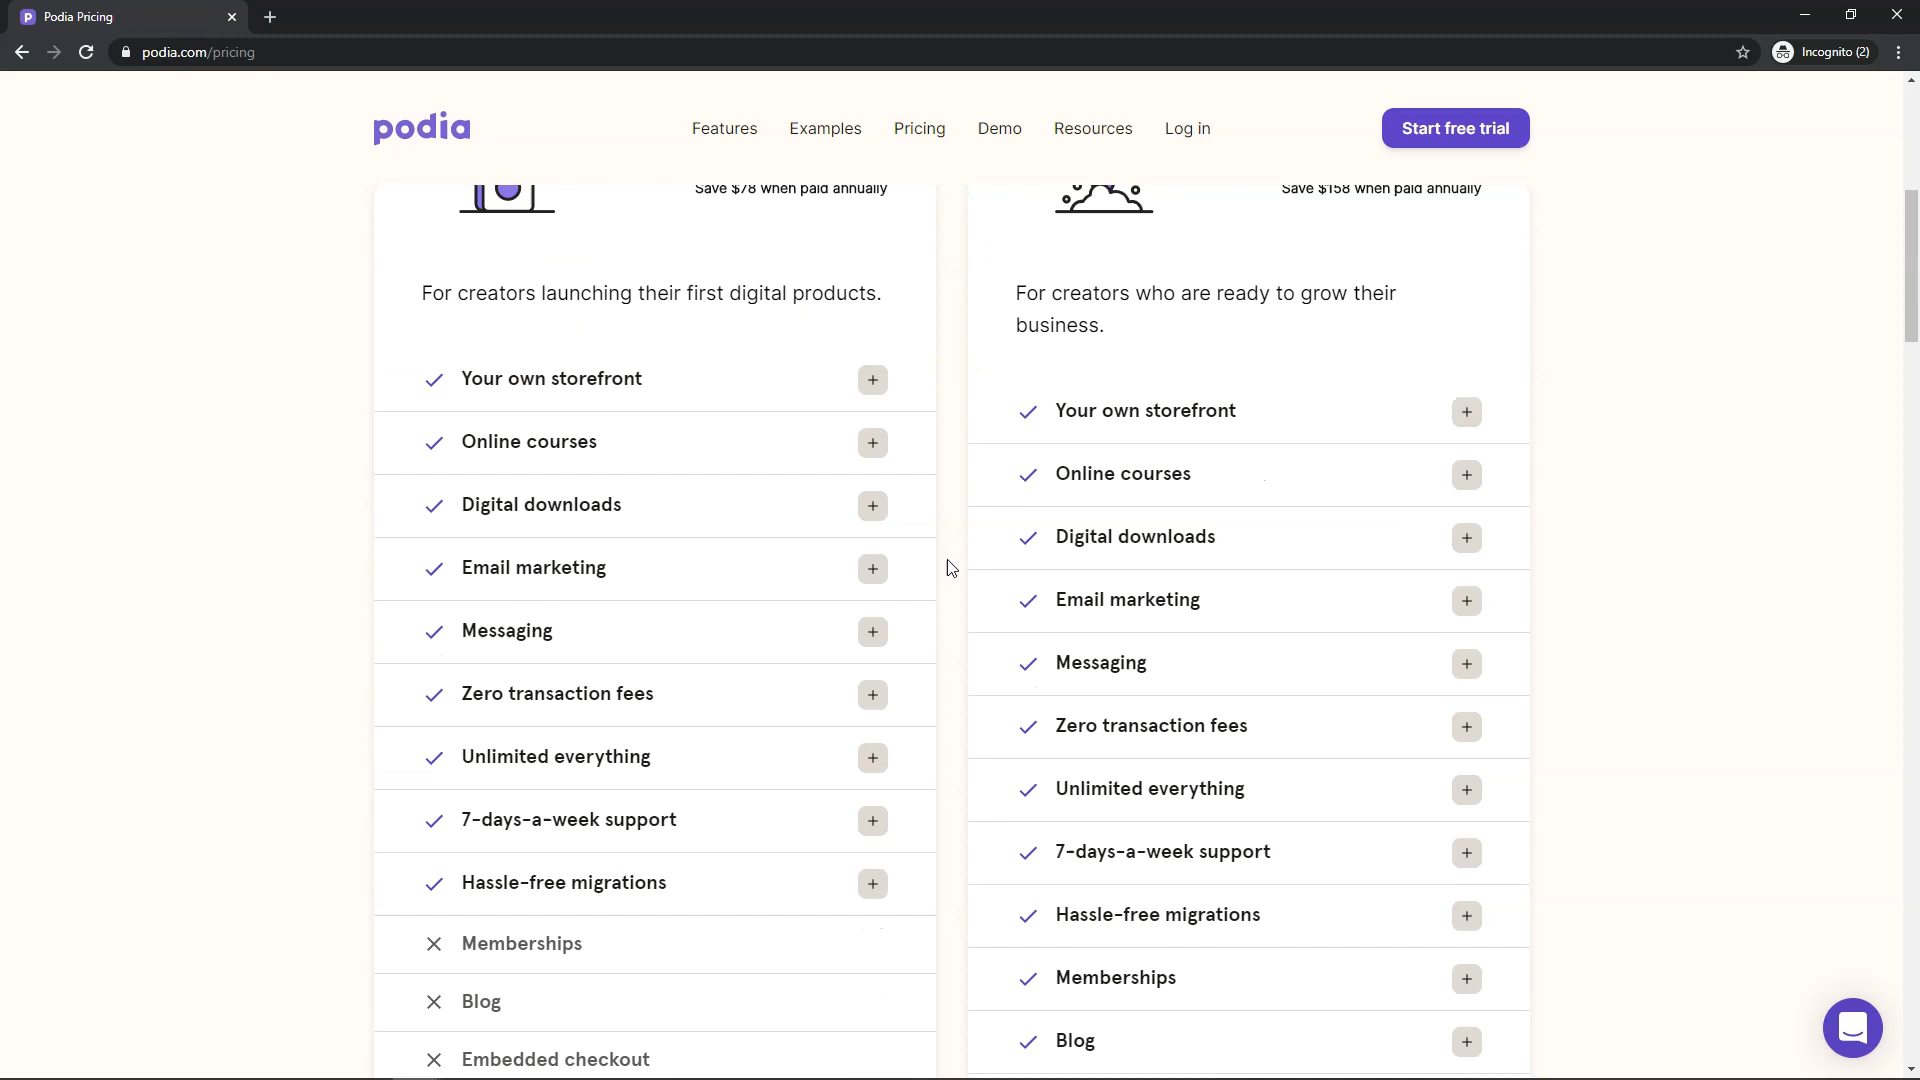 Podia Pricing
podia.com/pricing
Incognito (2)
podia
Features
Examples
Pricing
Demo
Resources
Log in
Start free trial
Save $78 when paid annually
For creators launching their first digital products.
Your own storefront
Online courses
Digital downloads
Email marketing
Messaging
Zero transaction fees
Unlimited everything
7-days-a-week support
Hassle-free migrations
Memberships
Blog
Embedded checkout
Save $158 when paid annually
For creators who are ready to grow their
business.
Your own storefront
Online courses
Digital downloads
Email marketing
Messaging
Zero transaction fees
Unlimited everything
7-days-a-week support
Hassle-free migrations
Memberships
Blog